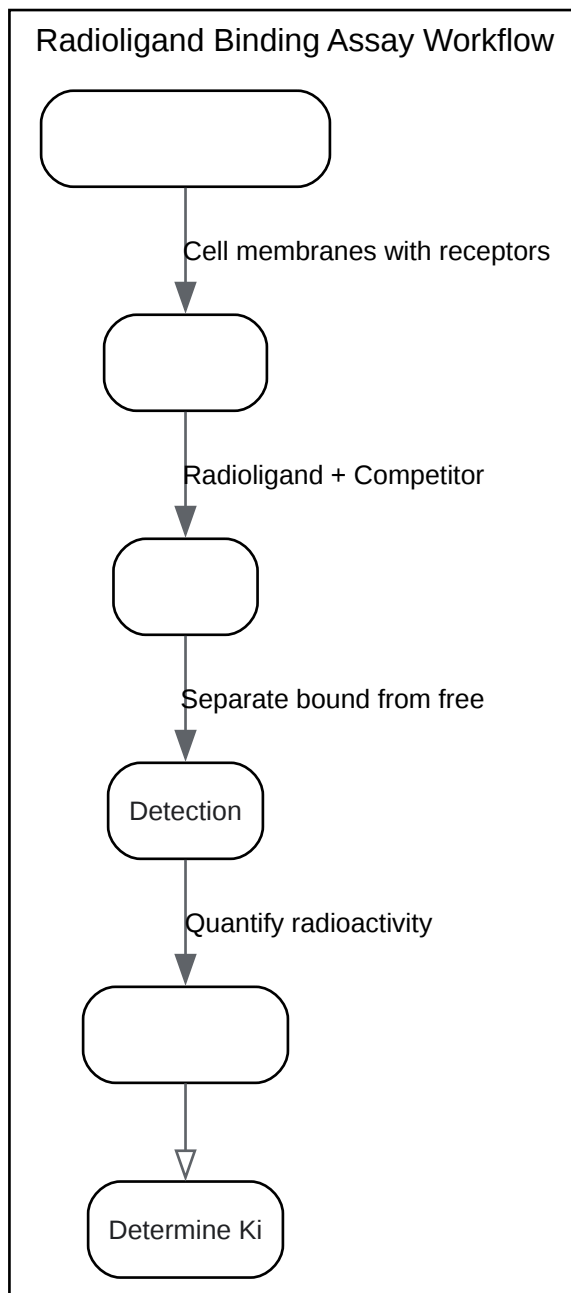 Radioligand Binding Assay Workflow
Cell membranes with receptors
Radioligand + Competitor
Separate bound from free
Detection
Quantify radioactivity
Determine Ki